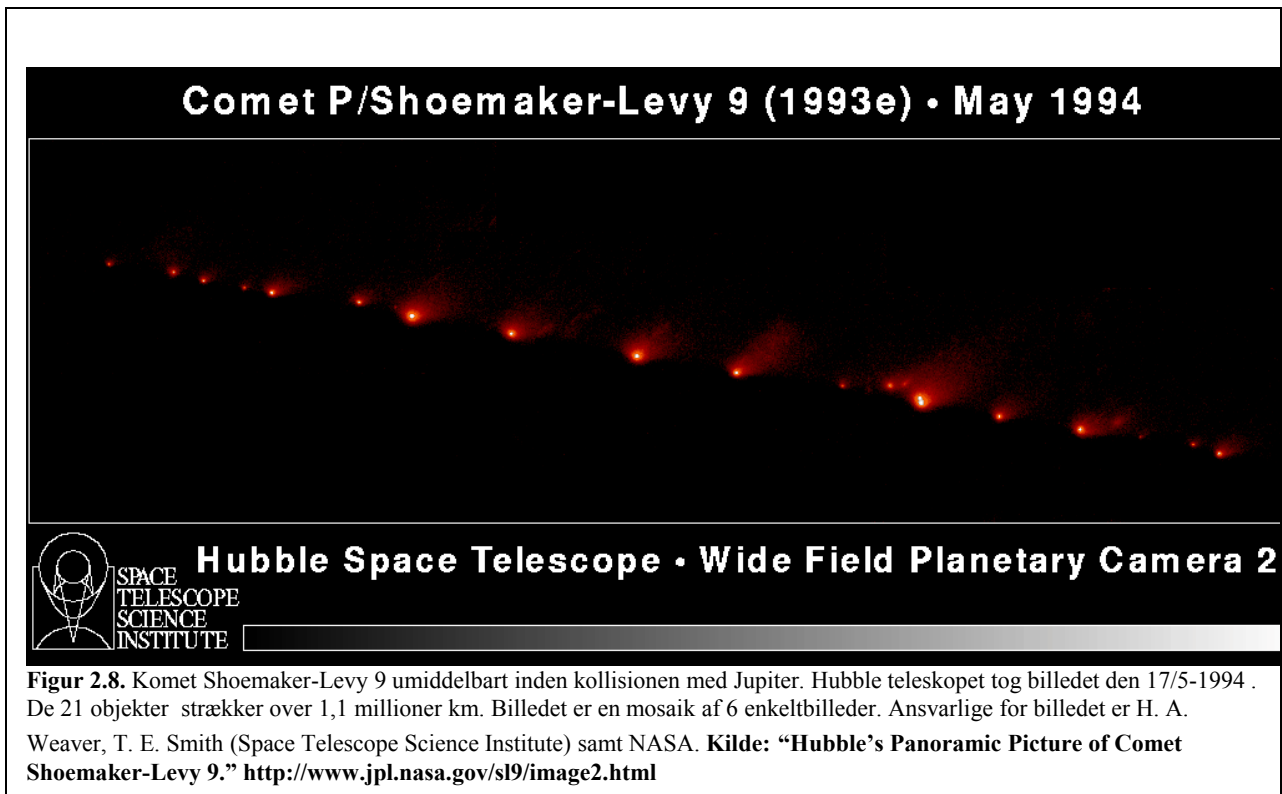 Comet P/Shoemaker-Levy 9 (1993e) • May 1994
Hubble Space Telescope • Wide Field Planetary Camera 2
SPACE
TELESCOPE
SCIENCE
INSTITUTE
Figur 2.8. Komet Shoemaker-Levy 9 umiddelbart inden kollisionen med Jupiter. Hubble teleskopet tog billedet den 17/5-1994 .
De 21 objekter strækker over 1,1 millioner km. Billedet er en mosaik af 6 enkeltbilleder. Ansvarlige for billedet er H. A.
Weaver, T. E. Smith (Space Telescope Science Institute) samt NASA. Kilde: “Hubble’s Panoramic Picture of Comet
Shoemaker-Levy 9.” http://www.jpl.nasa.gov/sl9/image2.html